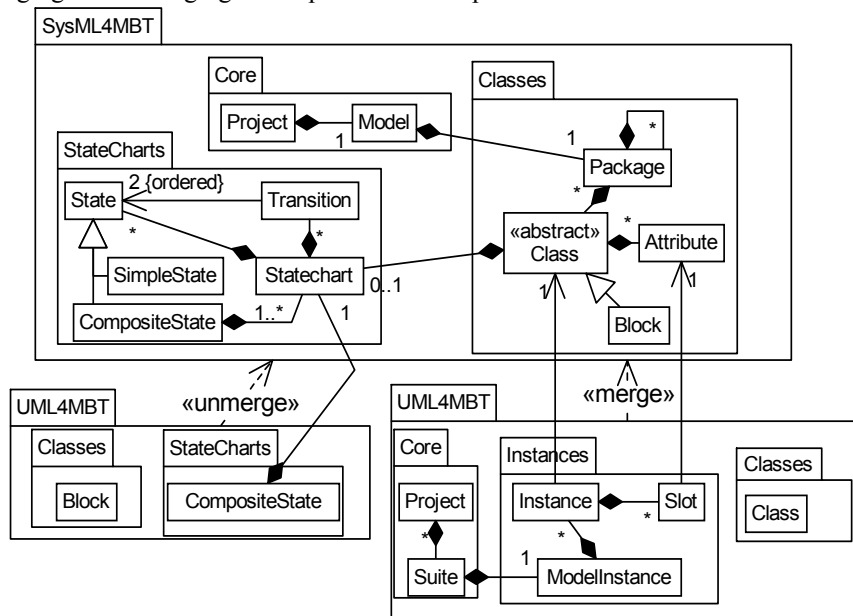 SysML4MBT
Core
Classes
Project
1
Model
1
*
Package
*
StateCharts
2 {ordered}
State
Transition
*
*
«abstract»
Class
*
Attribute
SimpleState
Statechart
0..1
1
1
CompositeState
1..*
1
Block
«unmerge»
«merge»
UML4MBT
UML4MBT
Classes
StateCharts
Core
Instances
Classes
Block
CompositeState
Project
Instance
*
Slot
Class
*
*
Suite
1
ModelInstance